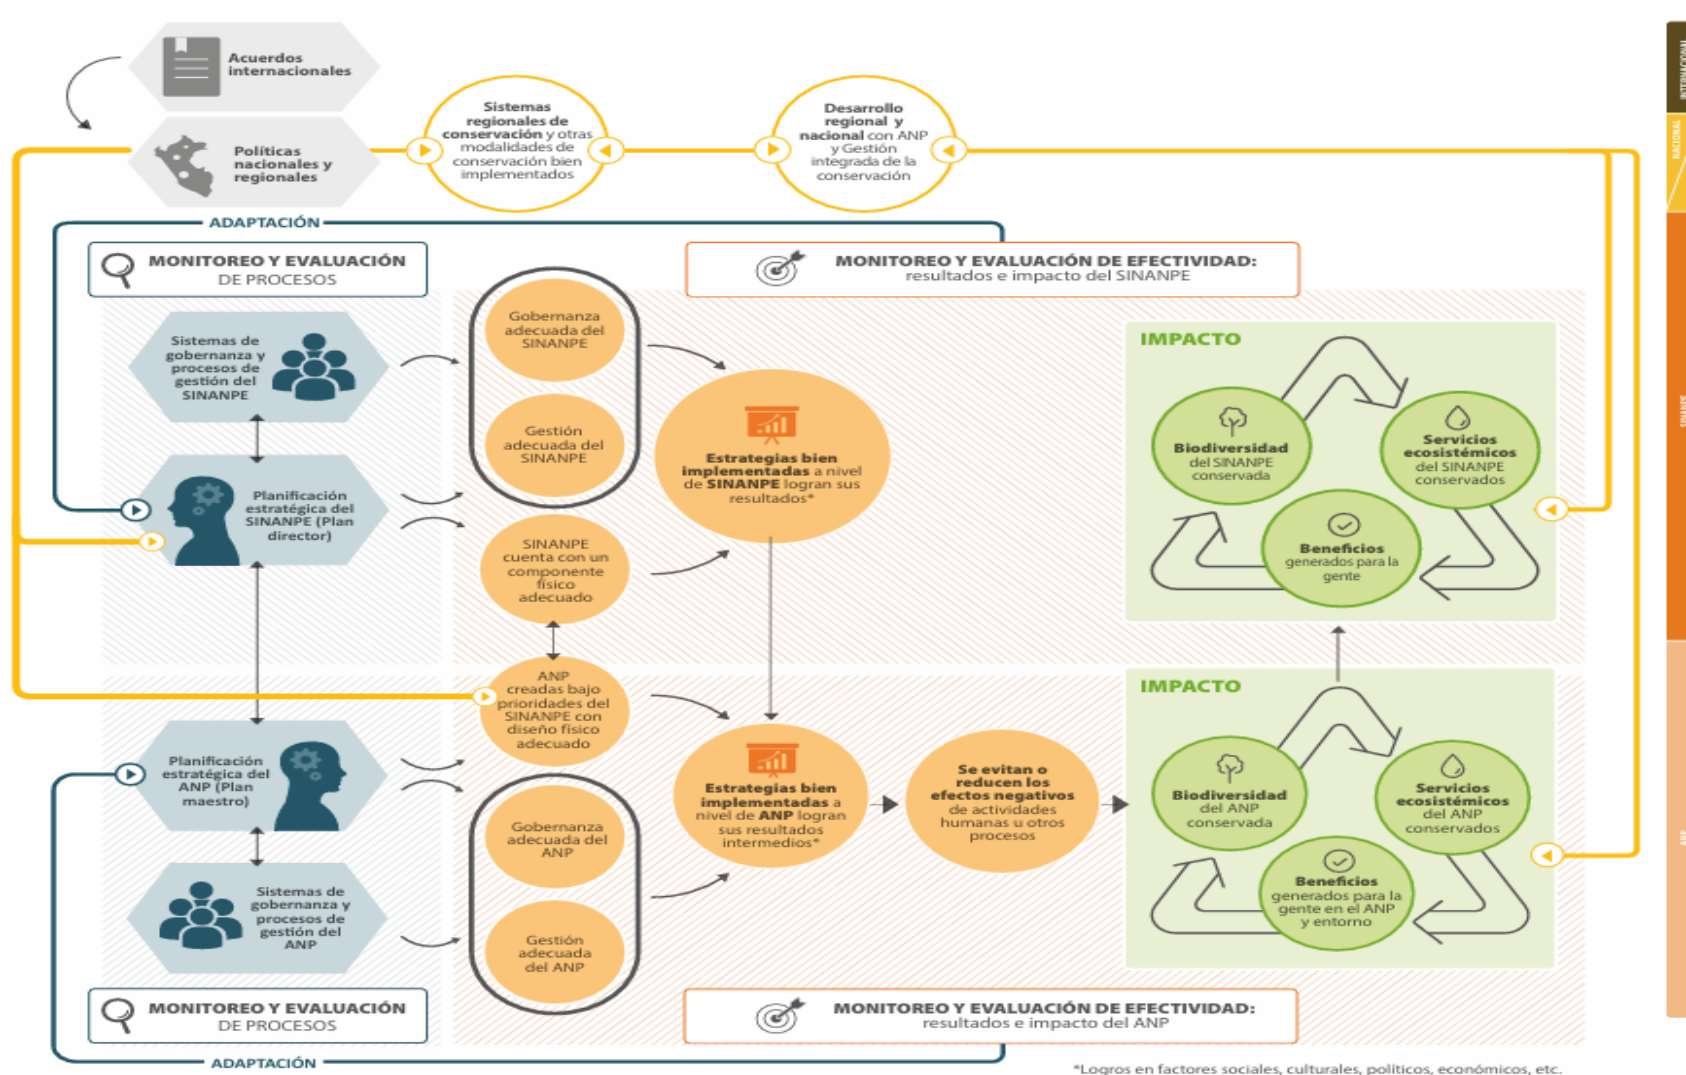 Acuerdos
internacionales
Políticas
nacionales y
regionales
Sistemas
regionales de
conservación y otras
modalidades de
conservación bien
implementados
Desarrollo
regional y
nacional con ANP
y Gestión
integrada de la
conservación
INTERNACIONAL
NACIONAL
SINANPE
ANP
ADAPTACIÓN
MONITOREO Y EVALUACIÓN
DE PROCESOS
MONITOREO Y EVALUACIÓN DE EFECTIVIDAD:
resultados e impacto del SINANPE
Sistemas de
gobernanza y
procesos de
gestión del
SINANPE
Planificación
estratégica del
SINANPE (Plan
director)
Gobernanza
adecuada del
SINANPE
Gestión
adecuada del
SINANPE
SINANPE
cuenta con un
componente
físico
adecuado
Estrategias bien
implementadas a nivel
de SINANPE logran sus
resultados*
IMPACTO
Biodiversidad
del SINANPE
conservada
Servicios
ecosistémicos
del SINANPE
conservados
Beneficios
generados para la
gente
ANP
creadas bajo
prioridades del
SINANPE con
diseño físico
adecuado
Planificación
estratégica del
ANP (Plan
maestro)
Sistemas de
gobernanza y
procesos de
gestión del
ANP
Gobernanza
adecuada del
ANP
Gestión
adecuada
del ANP
Estrategias bien
implementadas a
nivel de ANP logran
sus resultados
intermedios*
Se evitan o
reducen los
efectos negativos
de actividades
humanas u otros
procesos
IMPACTO
Biodiversidad
del ANP
conservada
Servicios
ecosistémicos
del ANP
conservados
Beneficios
generados para la
gente en el ANP
y entorno
MONITOREO Y EVALUACIÓN
DE PROCESOS
MONITOREO Y EVALUACIÓN DE EFECTIVIDAD:
resultados e impacto del ANP
ADAPTACIÓN
*Logros en factores sociales, culturales, políticos, económicos, etc.